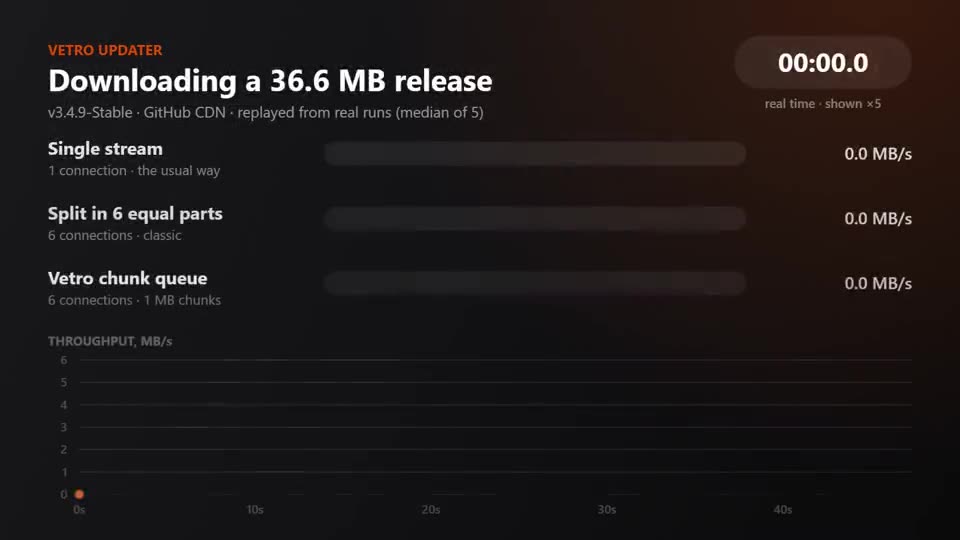 VETRO UPDATER
Downloading a 36.6 MB release
v3.4.9-Stable · GitHub CDN · replayed from real runs (median of 5)
00:00.0
real time · shown ×5
Single stream
1 connection · the usual way
0.0 MB/s
Split in 6 equal parts
6 connections · classic
0.0 MB/s
Vetro chunk queue
6 connections · 1 MB chunks
0.0 MB/s
THROUGHPUT, MB/s
6
5
4
3
2
1
0
0s 10s 20s 30s 40s